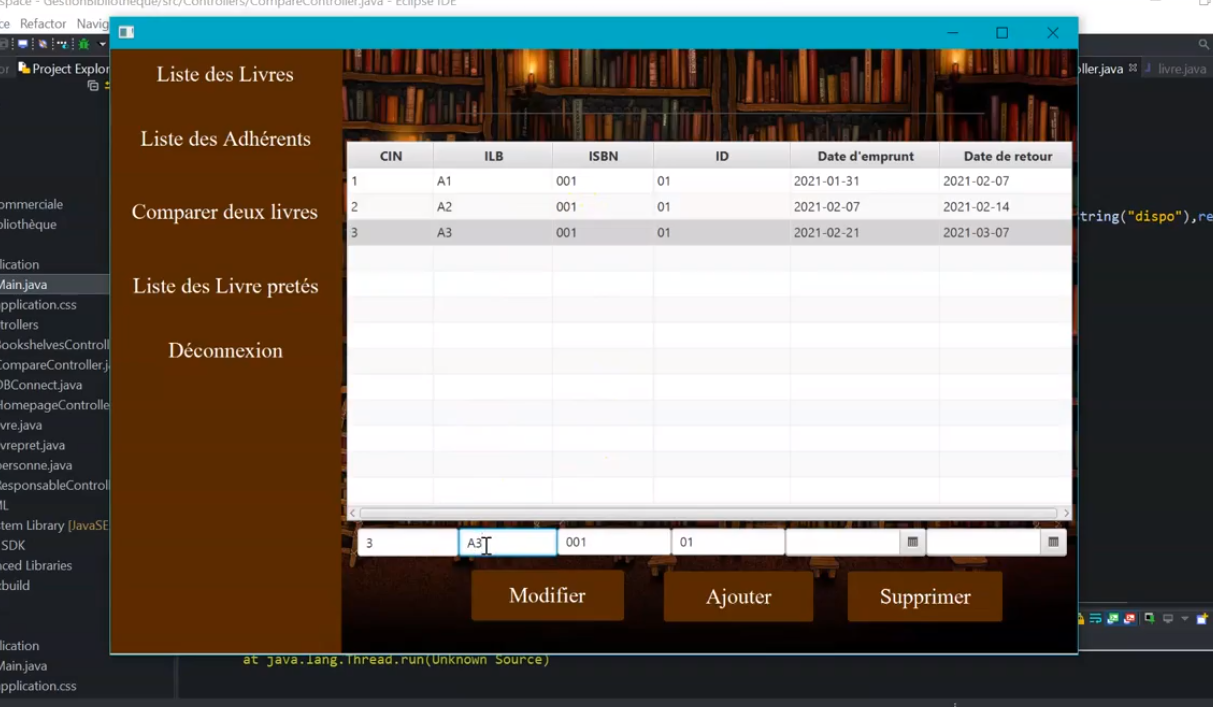 space - GestionBibliotheque/src/Controllers/CompareController.java - Eclipse IDE
ce Refactor Navig
Project Explor
ller.java
livre.java
ommerciale
bliothèque
lication
Main.java
pplication.css
trollers
BookshelvesControll
CompareController.j
DBConnect.java
HomepageControlle
vre.java
vrepret.java
personne.java
ResponsableControll
ML
tem Library [JavaSE
SDK
nced Libraries
build
lication
Main.java
pplication.css
Liste des Livres
Liste des Adhérents
Comparer deux livres
Liste des Livre pretés
Déconnexion
CIN ILB ISBN ID Date d'emprunt Date de retour
1 A1 001 01 2021-01-31 2021-02-07
2 A2 001 01 2021-02-07 2021-02-14
3 A3 001 01 2021-02-21 2021-03-07
3 A3 001 01
Modifier Ajouter Supprimer
tring("dispo"),re
at java.lang.Thread.run(Unknown Source)